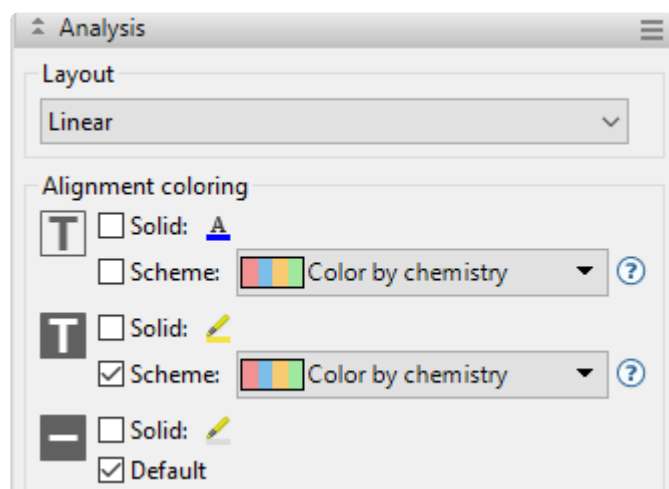 Analysis
Layout
Linear
Alignment coloring
T Solid: A
Scheme: Color by chemistry ?
T Solid:
Scheme: Color by chemistry ?
Solid:
Default